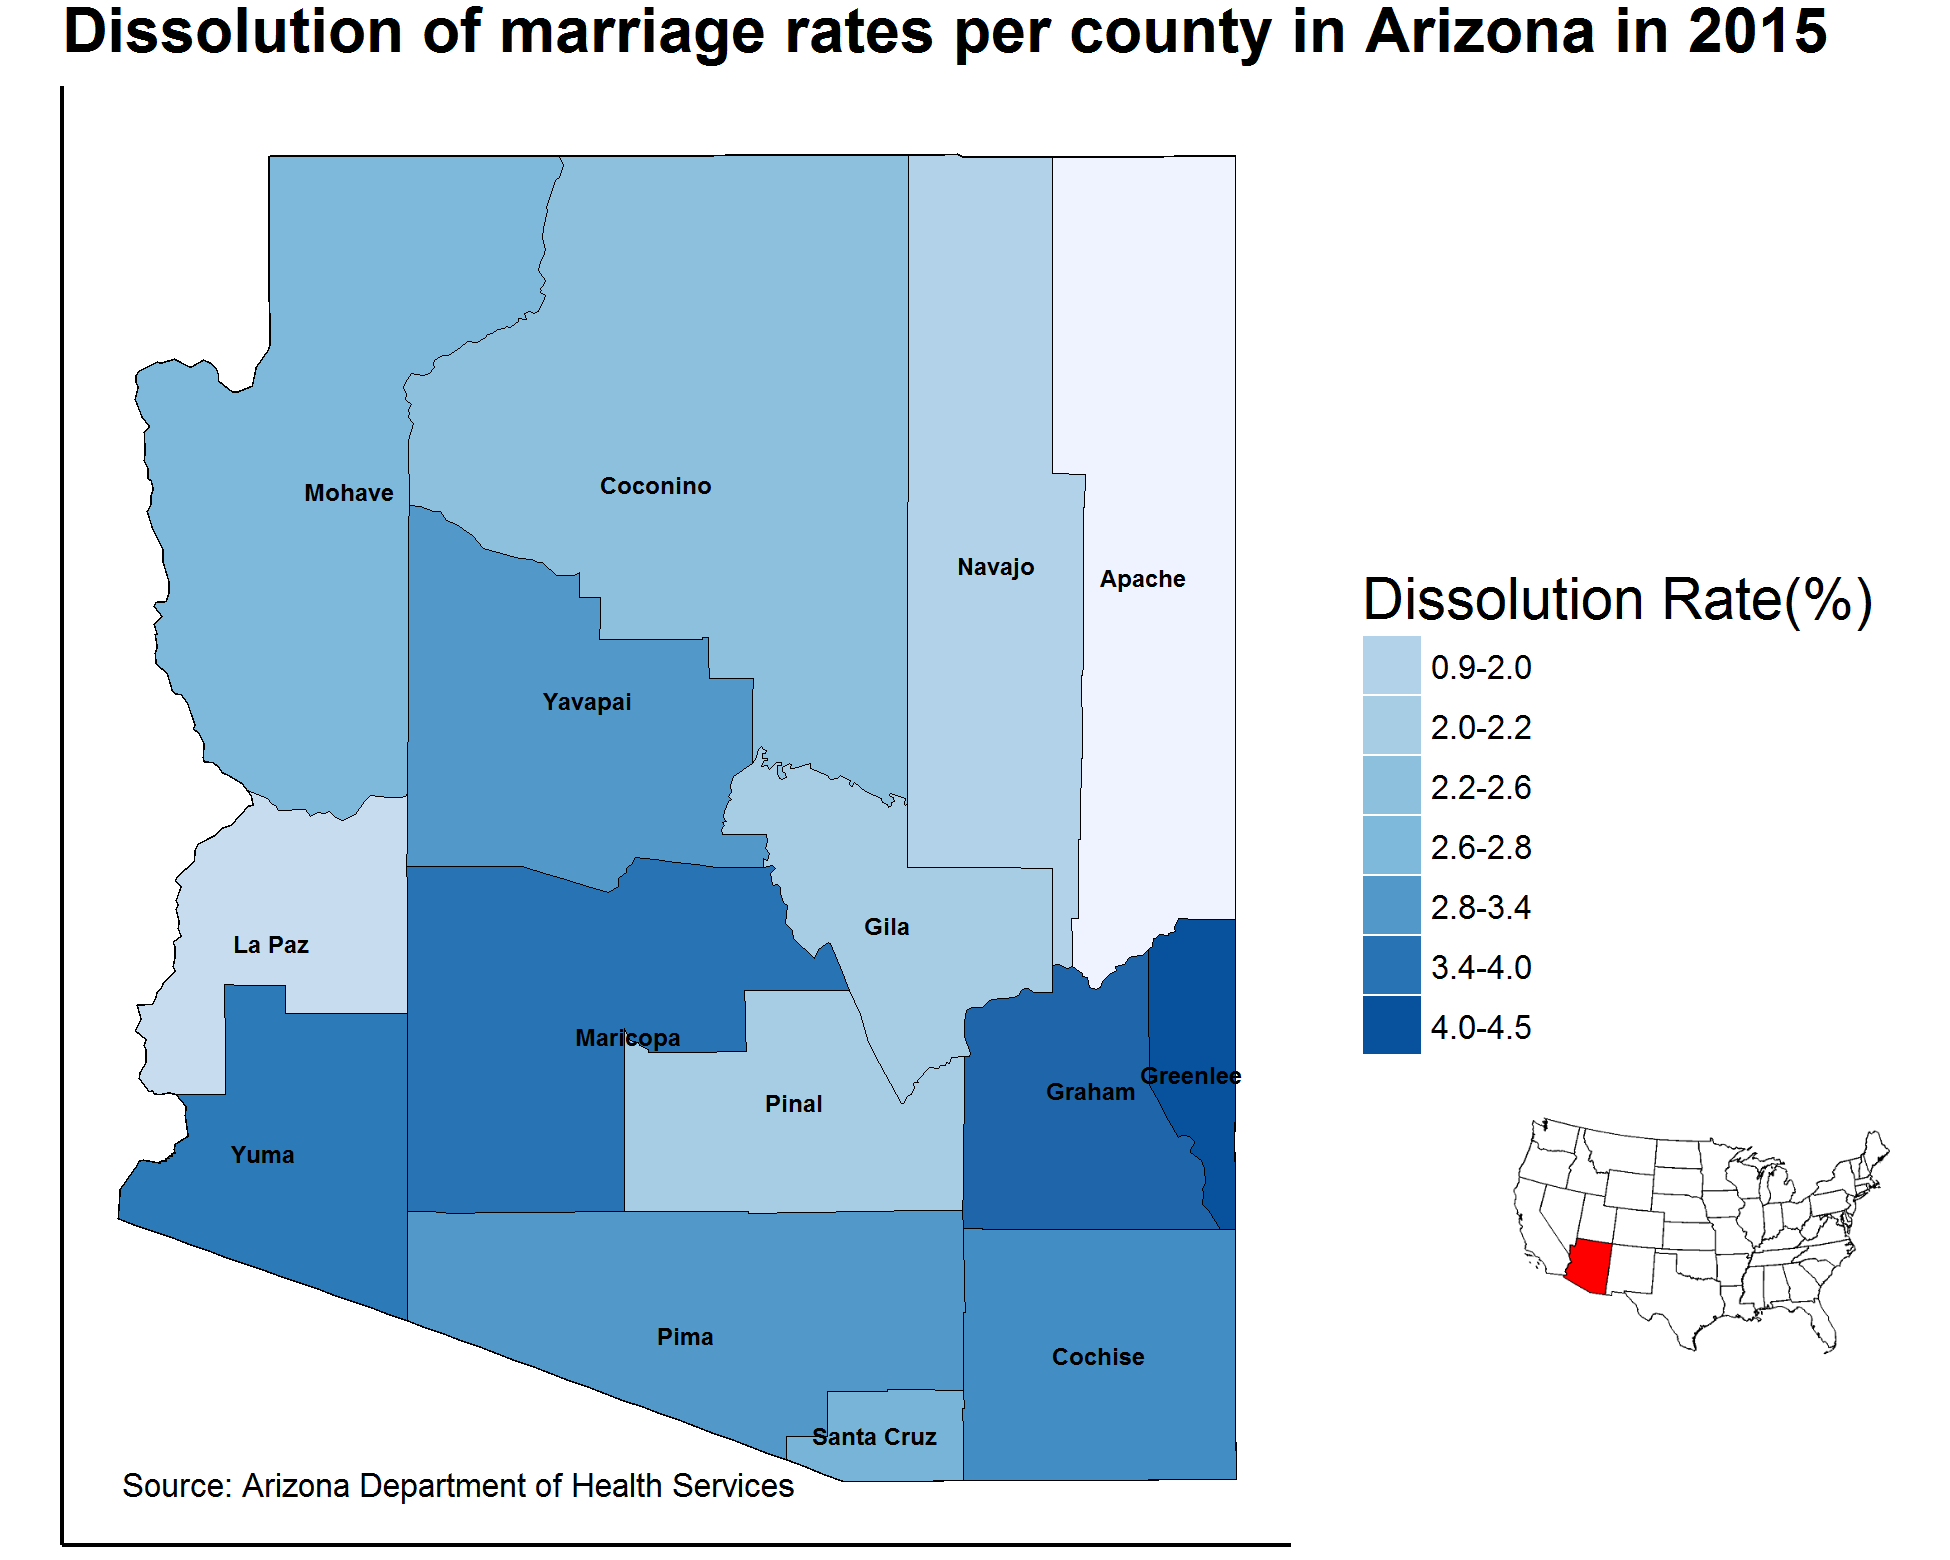 Dissolution of marriage rates per county in Arizona in 2015
Mohave
Coconino
Navajo
Apache
Yavapai
Gila
La Paz
Maricopa
Graham
Greenlee
Pinal
Yuma
Pima
Cochise
Santa Cruz
Source: Arizona Department of Health Services
Dissolution Rate(%)
0.9-2.0
2.0-2.2
2.2-2.6
2.6-2.8
2.8-3.4
3.4-4.0
4.0-4.5